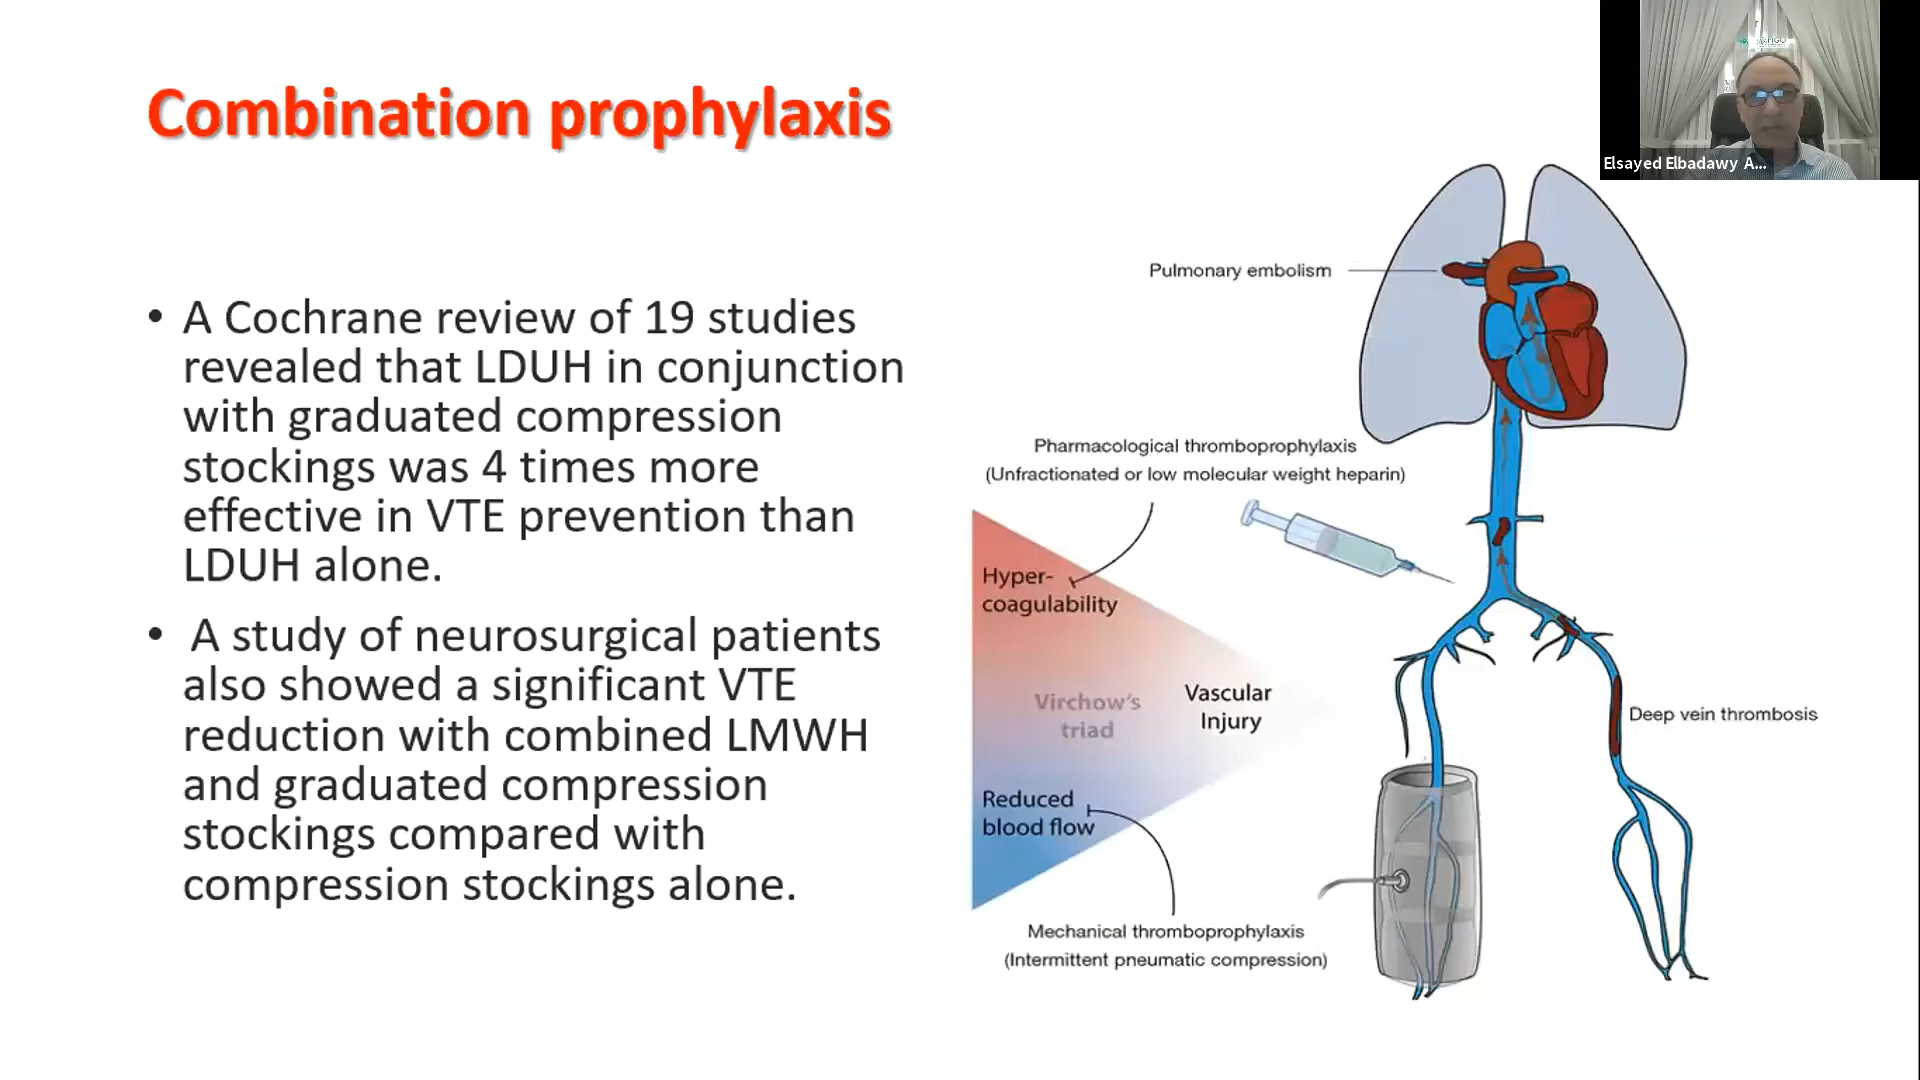 Combination prophylaxis
• A Cochrane review of 19 studies
revealed that LDUH in conjunction
with graduated compression
stockings was 4 times more
effective in VTE prevention than
LDUH alone.
• A study of neurosurgical patients
also showed a significant VTE
reduction with combined LMWH
and graduated compression
stockings compared with
compression stockings alone.
Elsayed Elbadawy A...
Pulmonary embolism
Pharmacological thromboprophylaxis
(Unfractionated or low molecular weight heparin)
Hyper-
coagulability
Virchow's
triad
Vascular
Injury
Deep vein thrombosis
Reduced
blood flow
Mechanical thromboprophylaxis
(Intermittent pneumatic compression)